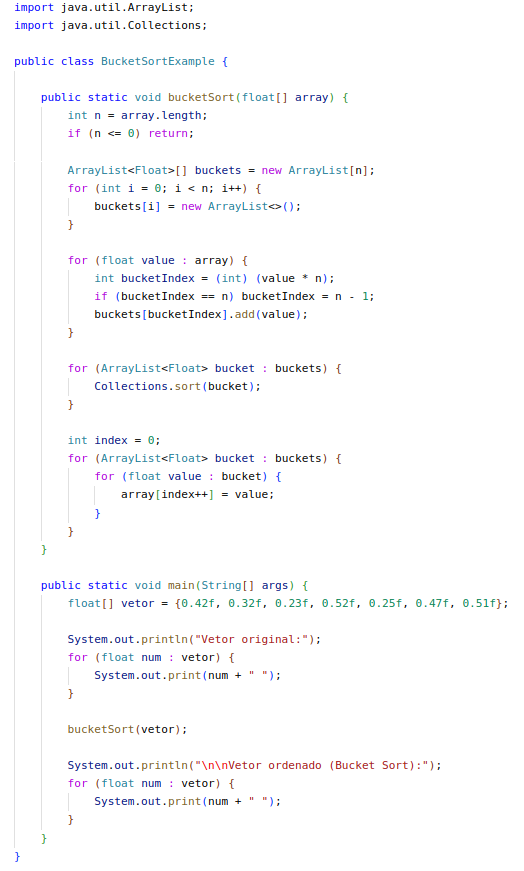 import java.util.ArrayList;
import java.util.Collections;

public class BucketSortExample {

    public static void bucketSort(float[] array) {
        int n = array.length;
        if (n <= 0) return;

        ArrayList<Float>[] buckets = new ArrayList[n];
        for (int i = 0; i < n; i++) {
            buckets[i] = new ArrayList<>();
        }

        for (float value : array) {
            int bucketIndex = (int) (value * n);
            if (bucketIndex == n) bucketIndex = n - 1;
            buckets[bucketIndex].add(value);
        }

        for (ArrayList<Float> bucket : buckets) {
            Collections.sort(bucket);
        }

        int index = 0;
        for (ArrayList<Float> bucket : buckets) {
            for (float value : bucket) {
                array[index++] = value;
            }
        }
    }

    public static void main(String[] args) {
        float[] vetor = {0.42f, 0.32f, 0.23f, 0.52f, 0.25f, 0.47f, 0.51f};

        System.out.println("Vetor original:");
        for (float num : vetor) {
            System.out.print(num + " ");
        }

        bucketSort(vetor);

        System.out.println("\n\nVetor ordenado (Bucket Sort):");
        for (float num : vetor) {
            System.out.print(num + " ");
        }
    }
}